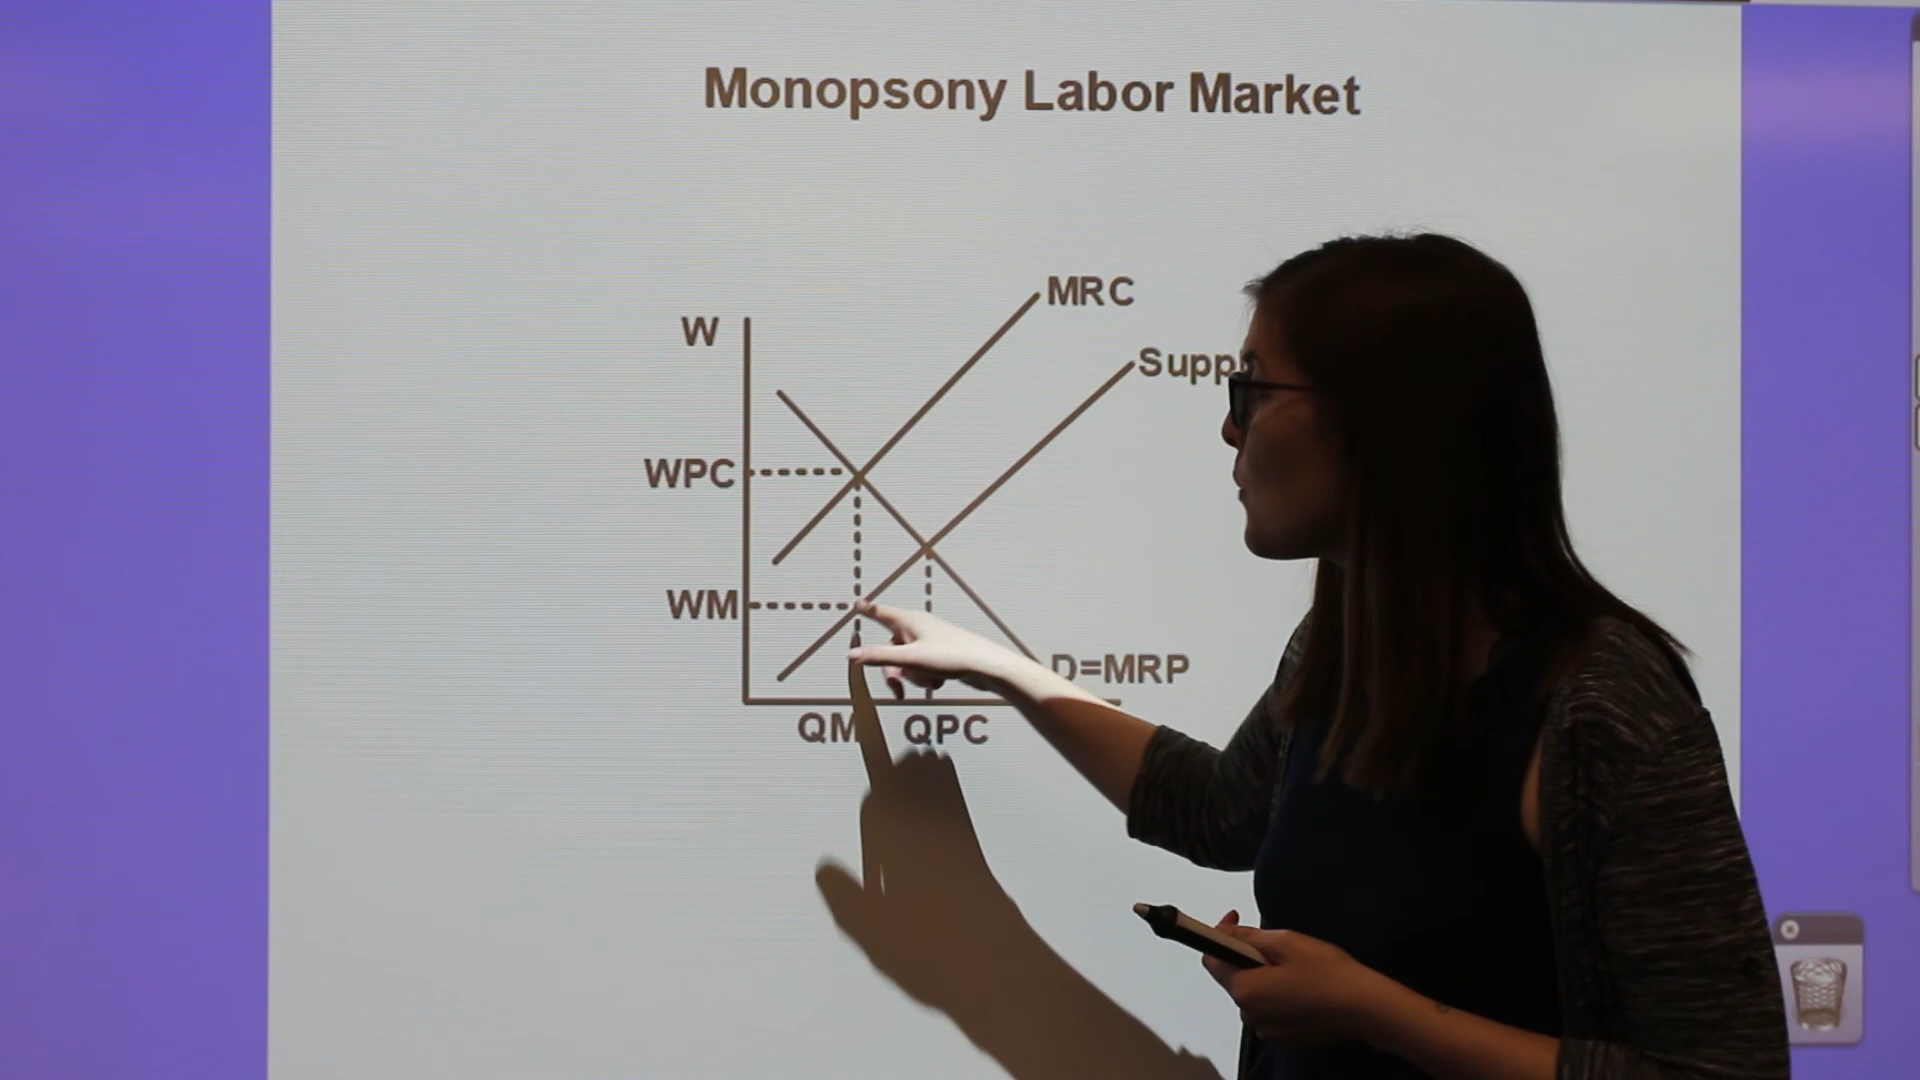 Monopsony Labor Market
MRC
W
Supp
WPC
WM
D=MRP
QM QPC